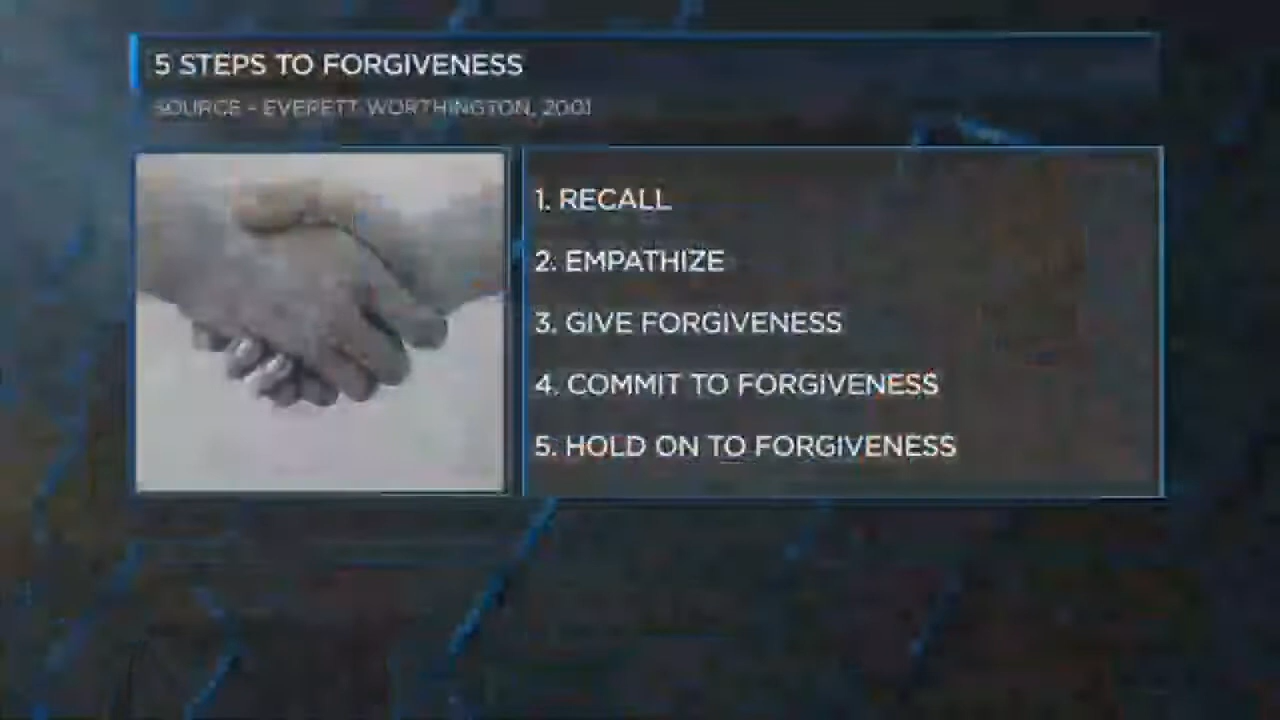 5 STEPS TO FORGIVENESS
SOURCE - EVERETT WORTHINGTON, 2001
1. RECALL
2. EMPATHIZE
3. GIVE FORGIVENESS
4. COMMIT TO FORGIVENESS
5. HOLD ON TO FORGIVENESS